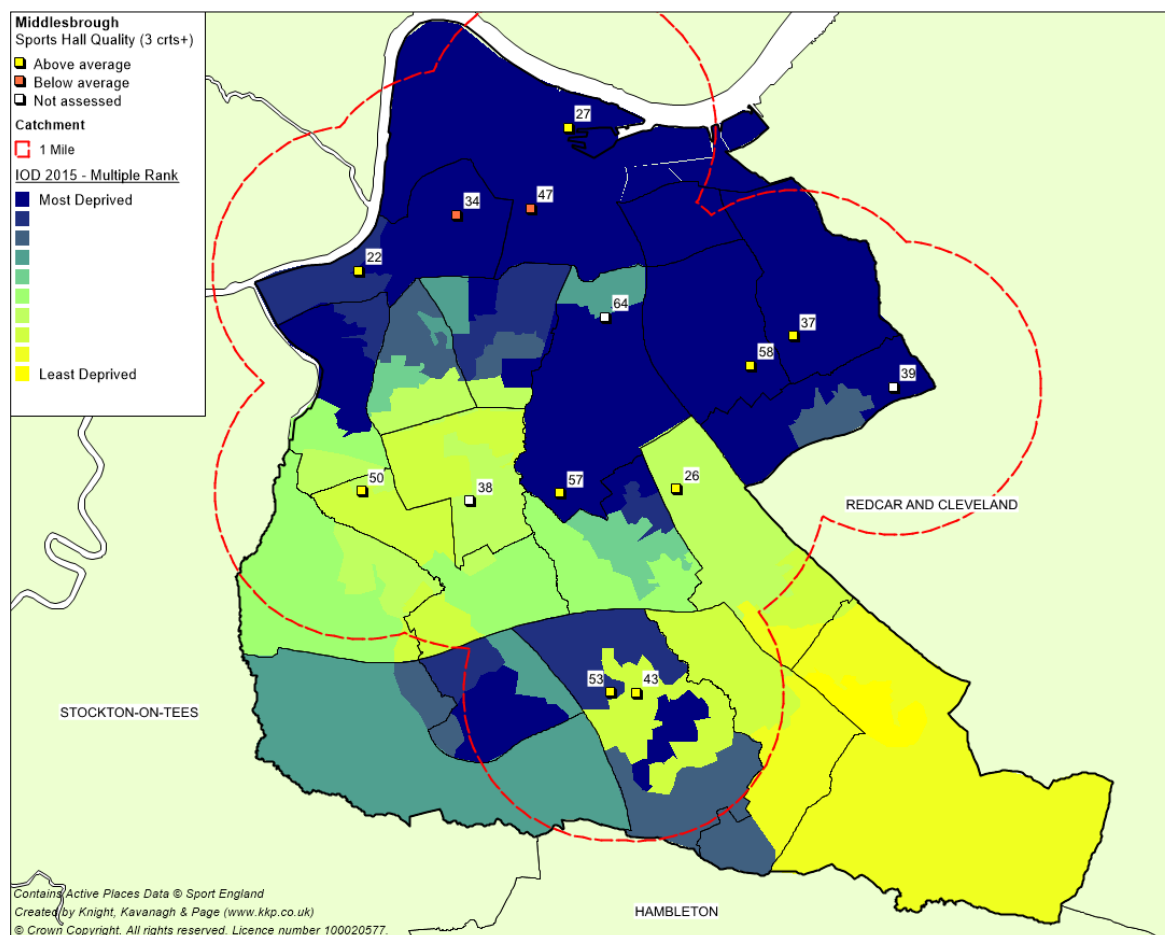 Middlesbrough
Sports Hall Quality (3 crts+)
Above average
Below average
Not assessed
Catchment
1 Mile
IOD 2015 - Multiple Rank
Most Deprived
Least Deprived
27
34
47
22
64
37
58
39
50
38
57
26
REDCAR AND CLEVELAND
53
43
STOCKTON-ON-TEES
HAMBLETON
Contains Active Places Data © Sport England
Created by Knight, Kavanagh & Page (www.kkp.co.uk)
© Crown Copyright. All rights reserved. Licence number 100020577.